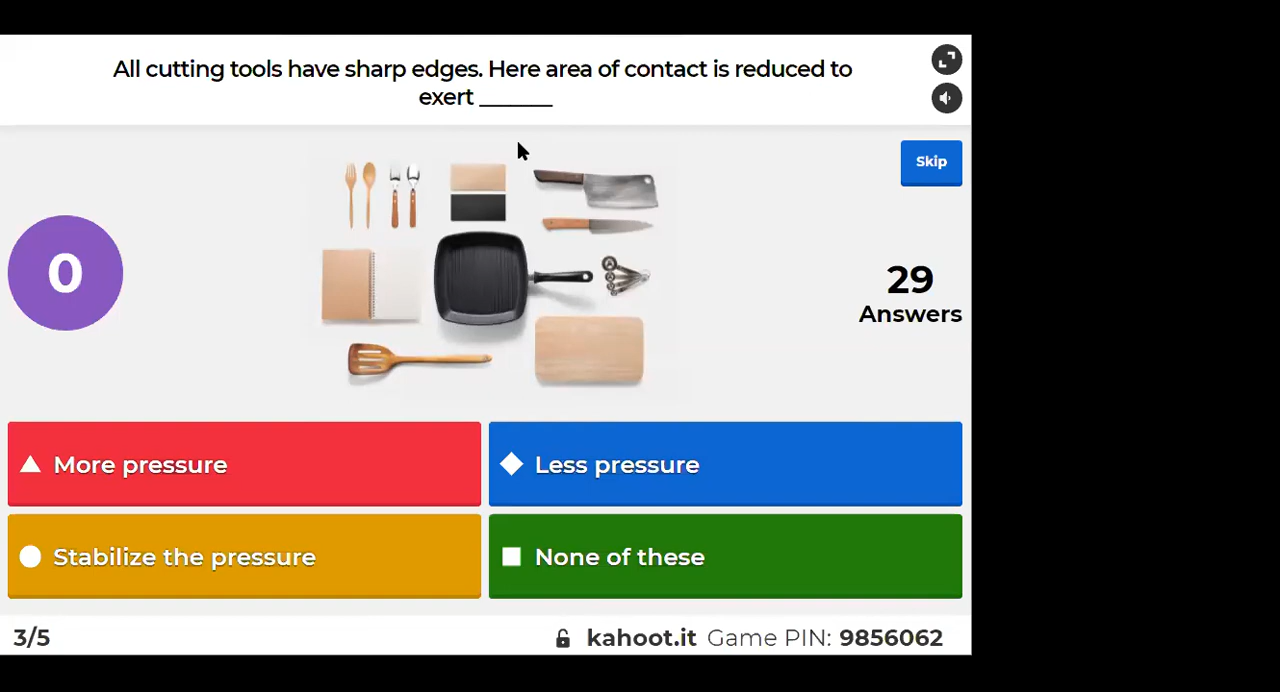 All cutting tools have sharp edges. Here area of contact is reduced to
exert ______
Skip
0
29
Answers
More pressure
Less pressure
Stabilize the pressure
None of these
3/5
kahoot.it Game PIN: 9856062